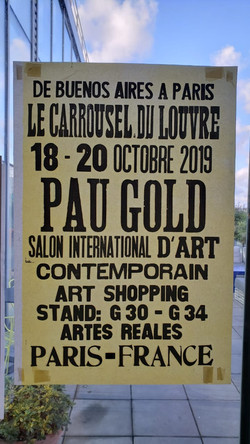 DE BUENOS AIRES A PARIS
LE CARROUSEL.DU LOUVRE
18 - 20 OCTOBRE 2019
PAU GOLD
SALON INTERNATIONAL D'ART
CONTEMPORAIN
ART SHOPPING
STAND: G 30 - G 34
ARTES REALES
PARIS=FRANCE